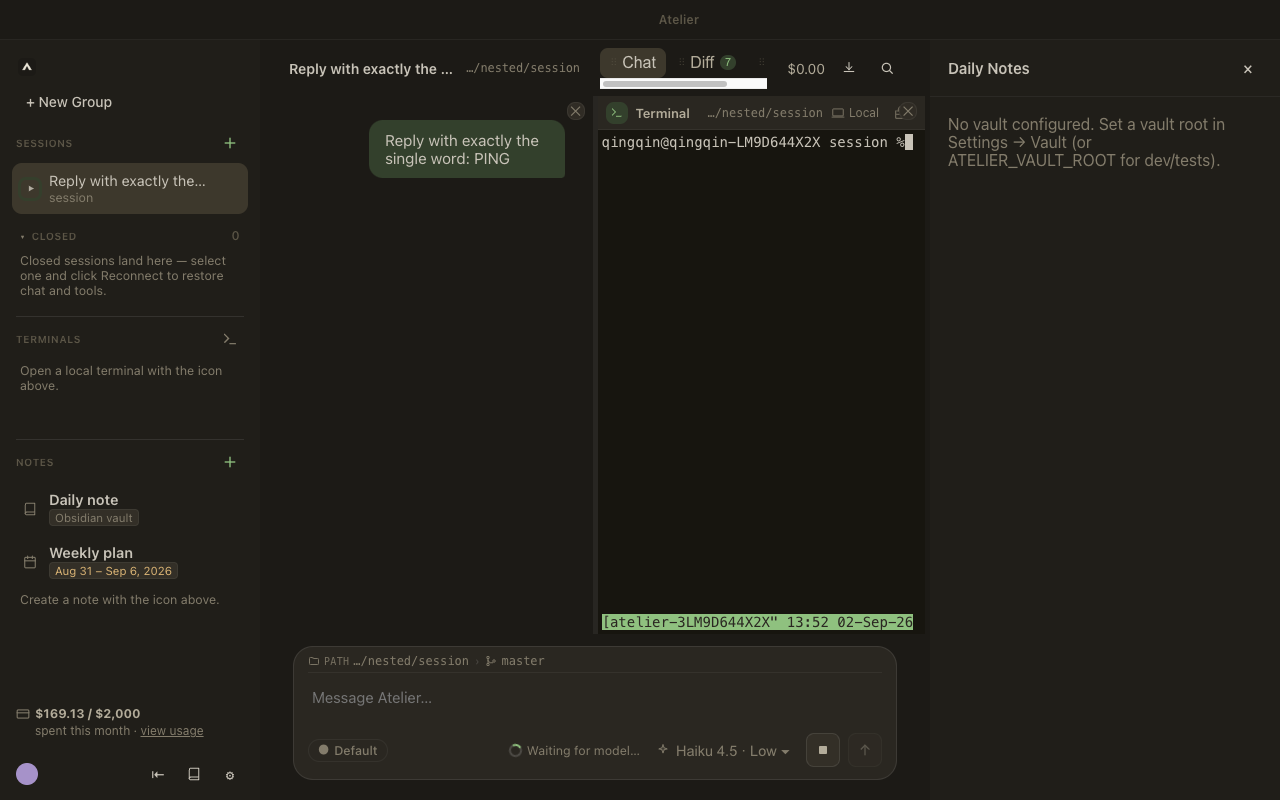 Atelier
+ New Group
SESSIONS
Reply with exactly the...
session
CLOSED
0
Closed sessions land here — select
one and click Reconnect to restore
chat and tools.
TERMINALS
Open a local terminal with the icon
above.
NOTES
Daily note
Obsidian vault
Weekly plan
Aug 31 – Sep 6, 2026
Create a note with the icon above.
$169.13 / $2,000
spent this month · view usage
Reply with exactly the ...
…/nested/session
Chat
Diff 7
$0.00
Reply with exactly the
single word: PING
Terminal
…/nested/session
Local
qingqin@qingqin-LM9D644X2X session %
[atelier-3LM9D644X2X" 13:52 02-Sep-26
PATH …/nested/session › master
Message Atelier...
Default
Waiting for model…
Haiku 4.5 · Low
Daily Notes
No vault configured. Set a vault root in
Settings → Vault (or
ATELIER_VAULT_ROOT for dev/tests).